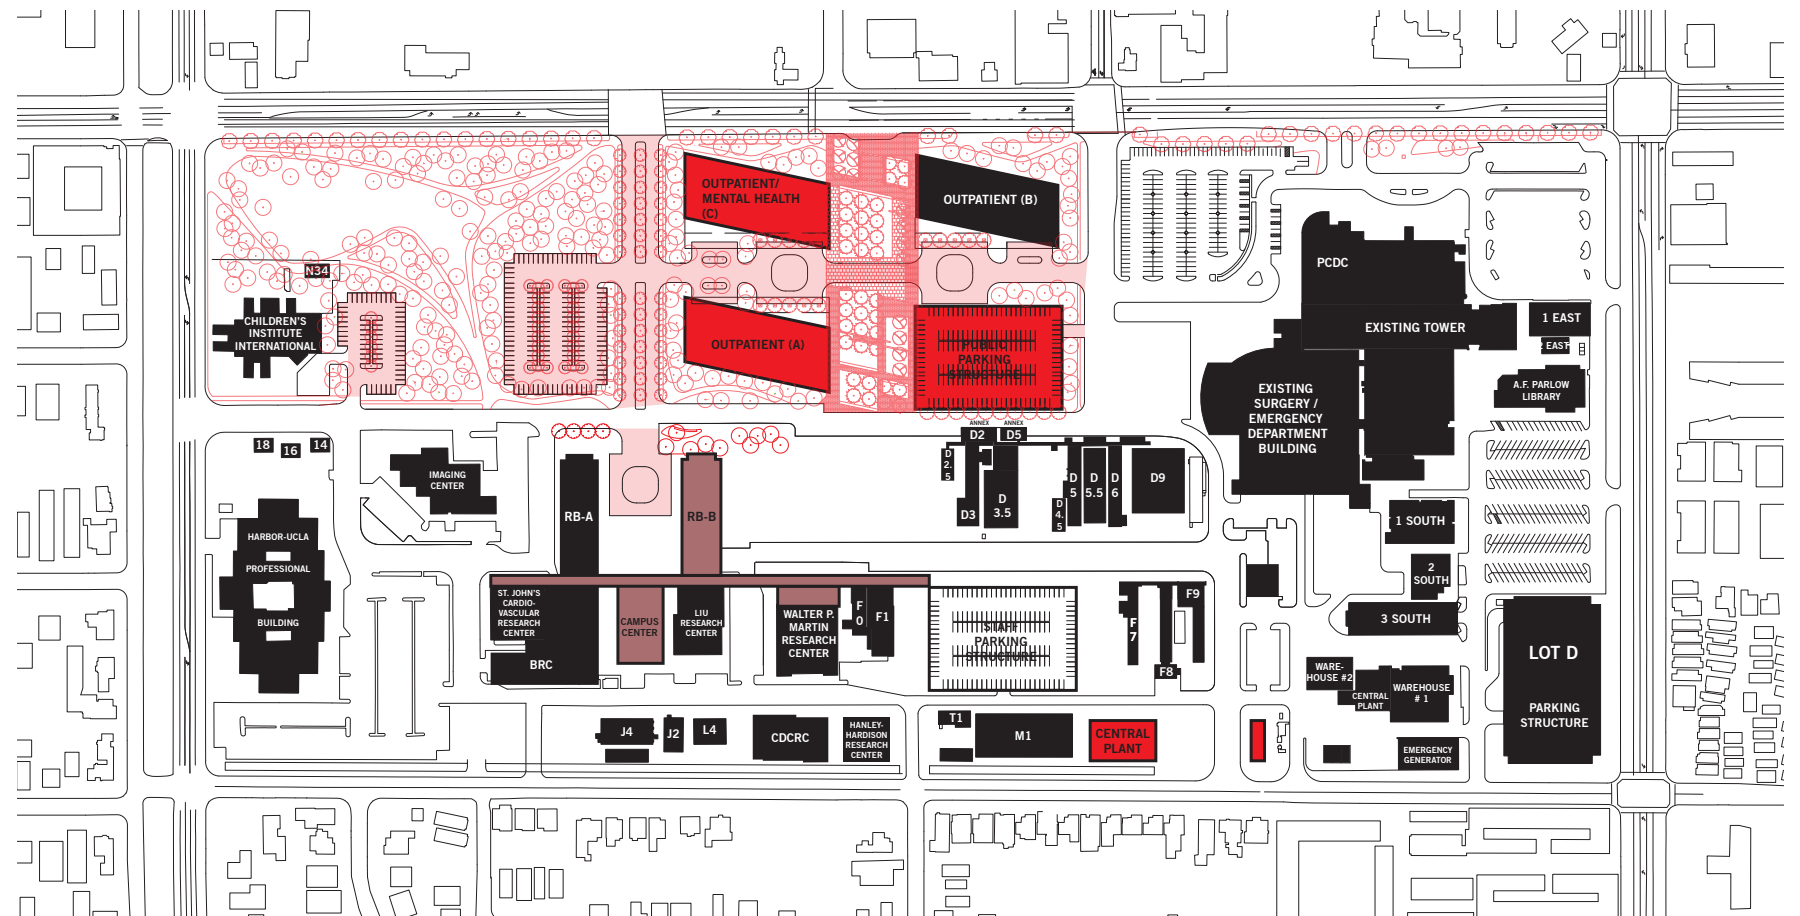 OUTPATIENT/
MENTAL HEALTH
(C)
OUTPATIENT (B)
PCDC
N34
CHILDREN'S
INSTITUTE
INTERNATIONAL
OUTPATIENT (A)
PUBLIC
PARKING
STRUCTURE
EXISTING TOWER
1 EAST
2 EAST
A.F. PARLOW
LIBRARY
EXISTING
SURGERY /
EMERGENCY
DEPARTMENT
BUILDING
18
16
14
IMAGING
CENTER
ANNEX
D2
ANNEX
D5
D
2.
5
D3
D
3.5
D
4.
5
D
5
D
5.5
D
6
D9
RB-A
RB-B
1 SOUTH
2
SOUTH
3 SOUTH
HARBOR-UCLA
PROFESSIONAL
BUILDING
ST. JOHN'S
CARDIO-
VASCULAR
RESEARCH
CENTER
BRC
CAMPUS
CENTER
LIU
RESEARCH
CENTER
WALTER P.
MARTIN
RESEARCH
CENTER
F
0
F1
STAFF
PARKING
STRUCTURE
F
7
F9
F8
WARE-
HOUSE #2
CENTRAL
PLANT
WAREHOUSE
# 1
LOT D
PARKING
STRUCTURE
J4
J2
L4
CDCRC
HANLEY-
HARDISON
RESEARCH
CENTER
T1
M1
CENTRAL
PLANT
EMERGENCY
GENERATOR